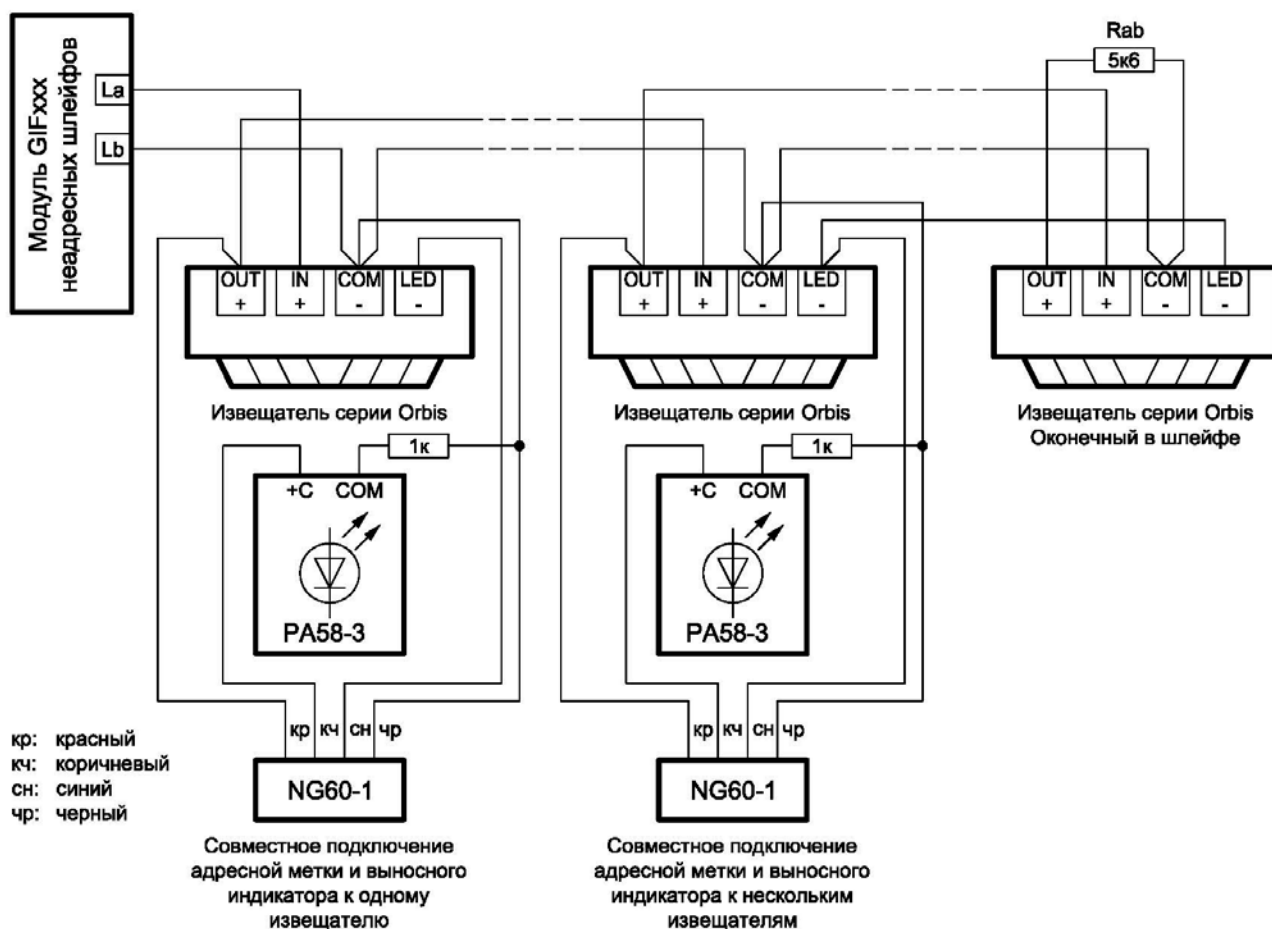 Модуль GIFxxx
неадресных шлейфов
La
Lb
Rab
5к6
OUT IN COM LED
+ + - -
OUT IN COM LED
+ + - -
OUT IN COM LED
+ + - -
Извещатель серии Orbis
Извещатель серии Orbis
Извещатель серии Orbis
Оконечный в шлейфе
1к
+C COM
PA58-3
1к
+C COM
PA58-3
кр кч сн чр
NG60-1
кр кч сн чр
NG60-1
кр: красный
кч: коричневый
сн: синий
чр: черный
Совместное подключение
адресной метки и выносного
индикатора к одному
извещателю
Совместное подключение
адресной метки и выносного
индикатора к нескольким
извещателям